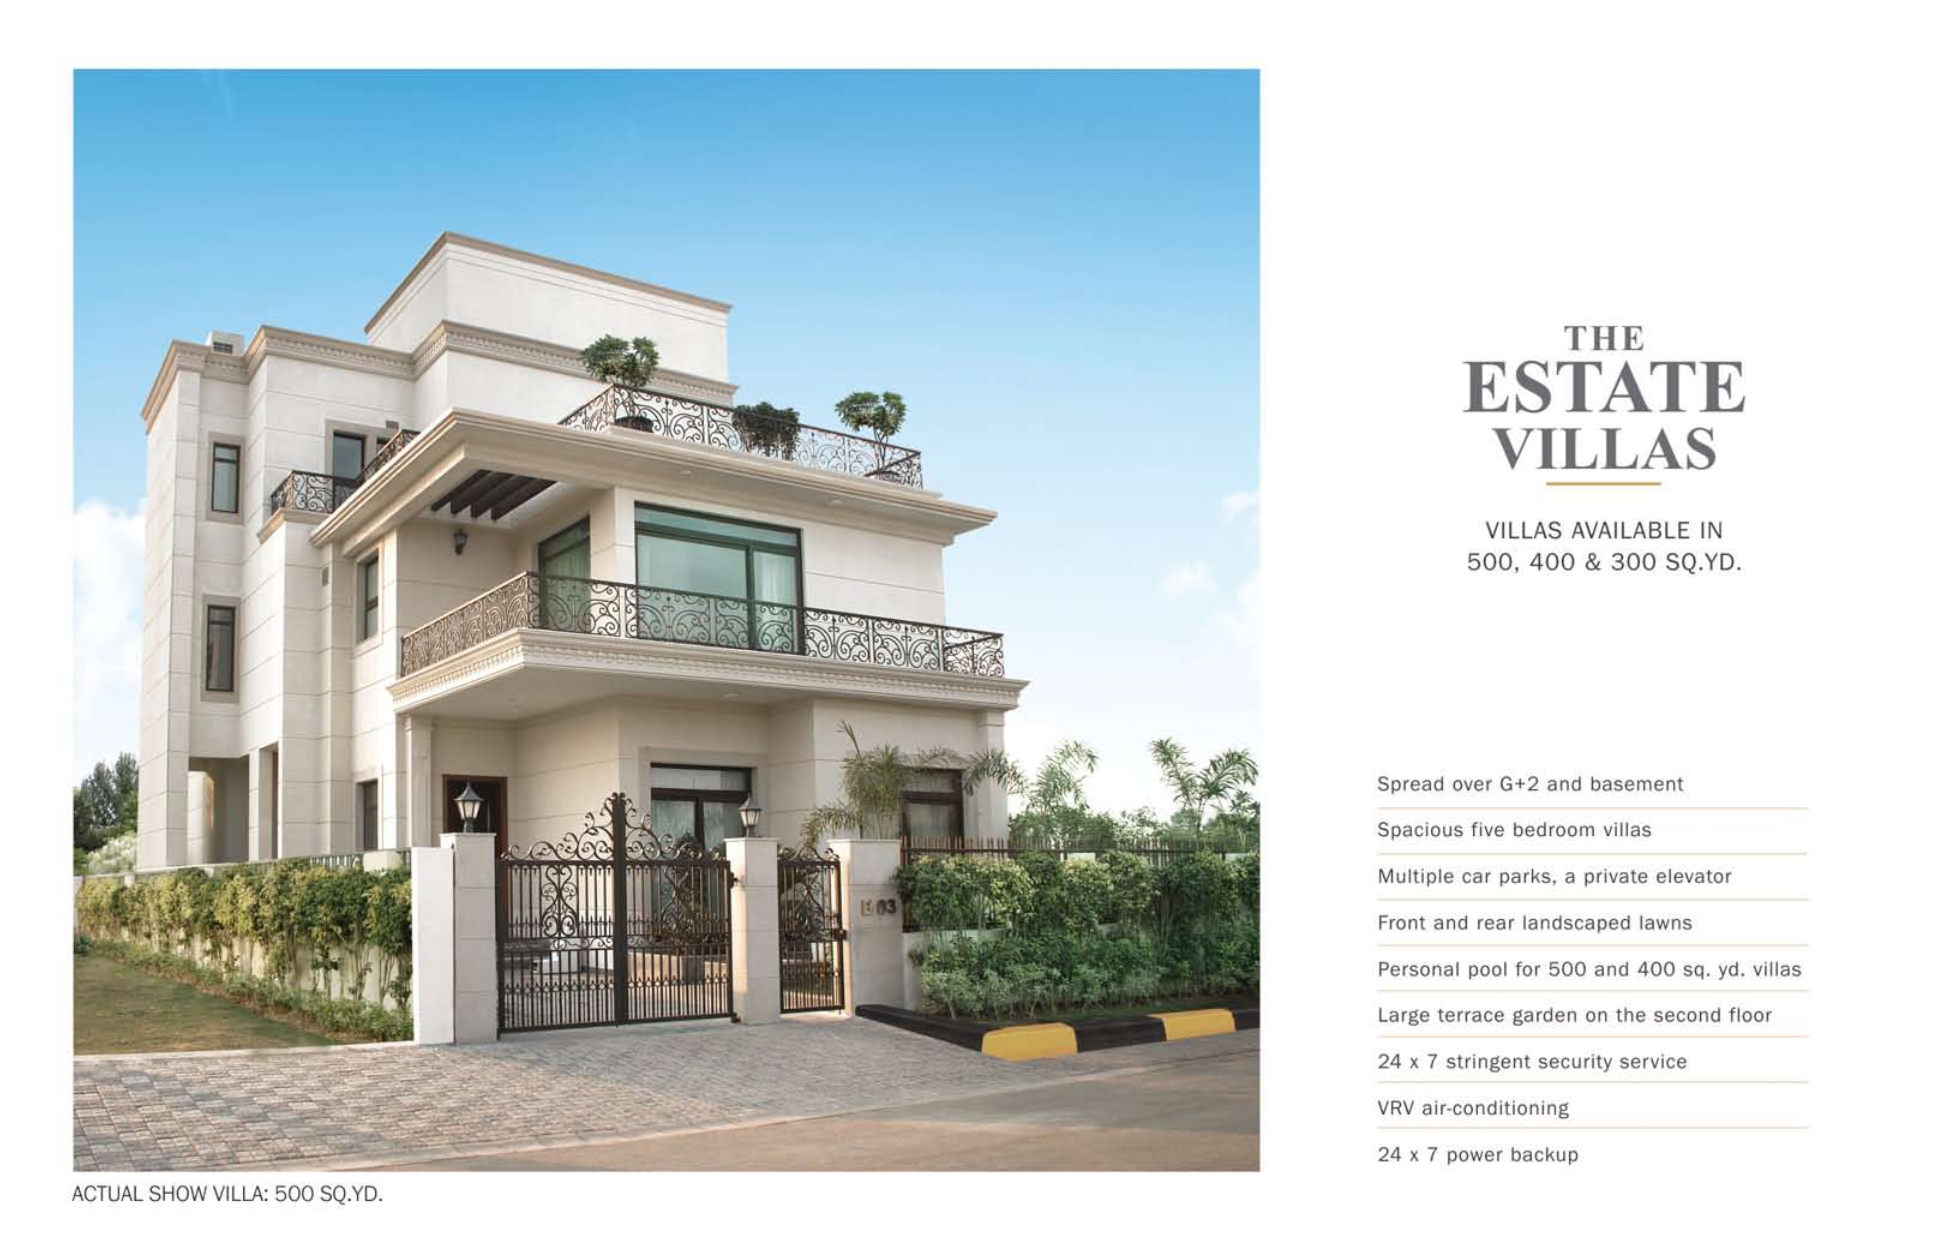 THE
ESTATE
VILLAS
VILLAS AVAILABLE IN
500, 400 & 300 SQ.YD.
Spread over G+2 and basement
Spacious five bedroom villas
Multiple car parks, a private elevator
Front and rear landscaped lawns
Personal pool for 500 and 400 sq. yd. villas
Large terrace garden on the second floor
24 x 7 stringent security service
VRV air-conditioning
24 x 7 power backup
03
ACTUAL SHOW VILLA: 500 SQ.YD.